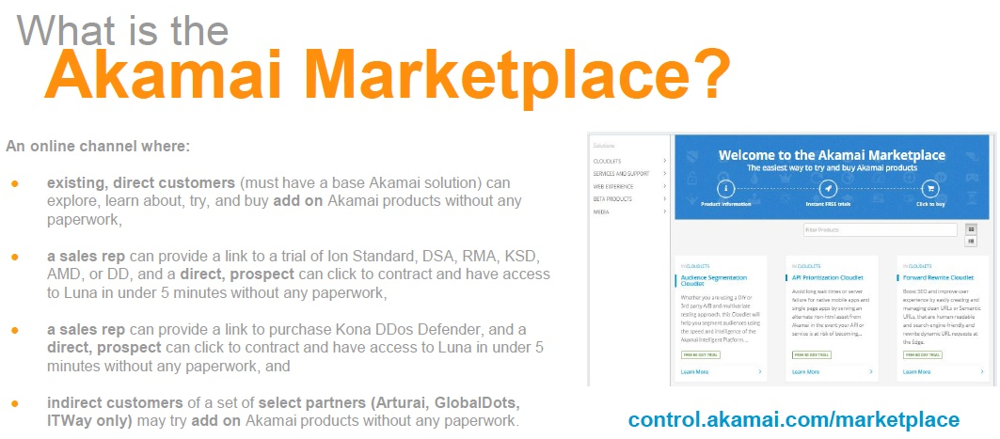 What is the
Akamai Marketplace?
An online channel where:
● existing, direct customers (must have a base Akamai solution) can
explore, learn about, try, and buy add on Akamai products without any
paperwork,
● a sales rep can provide a link to a trial of Ion Standard, DSA, RMA, KSD,
AMD, or DD, and a direct, prospect can click to contract and have access
to Luna in under 5 minutes without any paperwork,
● a sales rep can provide a link to purchase Kona DDos Defender, and a
direct, prospect can click to contract and have access to Luna in under 5
minutes without any paperwork, and
● indirect customers of a set of select partners (Arturai, GlobalDots,
ITWay only) may try add on Akamai products without any paperwork.
Solutions
CLOUDLETS
SERVICES AND SUPPORT
WEB EXPERIENCE
BETA PRODUCTS
MEDIA
Welcome to the Akamai Marketplace
The easiest way to try and buy Akamai products
Product information
Instant FREE trials
Click to buy
Filter Products
IN CLOUDLETS
Audience Segmentation
Cloudlet
Whether you are using a DIY or
3rd party A/B and multivariate
testing approach, this Cloudlet will
help you segment audiences using
the speed and intelligence of the
Akamai Intelligent Platform....
FREE 60 DAY TRIAL
Learn More
IN CLOUDLETS
API Prioritization Cloudlet
Avoid long wait times or server
failure for native mobile apps and
single page apps by serving an
alternate non-html asset from
Akamai in the event your API or
service is at risk of becoming...
FREE 60 DAY TRIAL
Learn More
IN CLOUDLETS
Forward Rewrite Cloudlet
Boost SEO and improve user
experience by easily creating and
managing clean URLs or Semantic
URLs, that are human readable
and search-engine-friendly and
rewrite dynamic URL requests at
the Edge.
FREE 60 DAY TRIAL
Learn More
control.akamai.com/marketplace